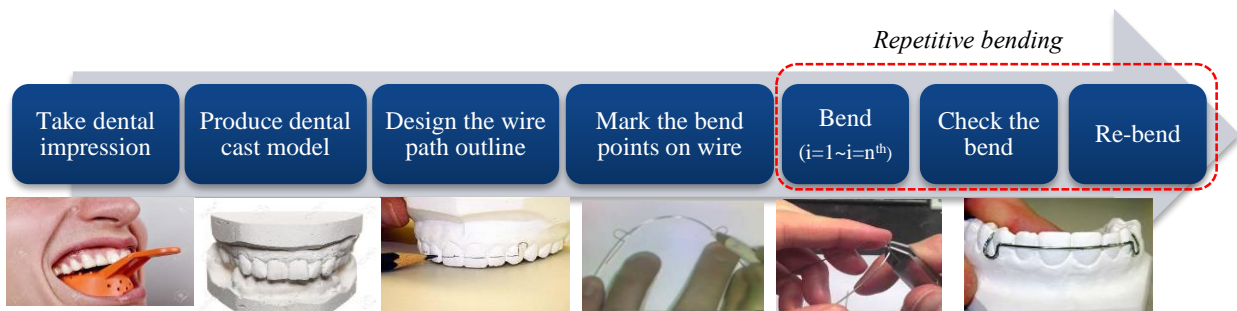 Repetitive bending
Take dental
impression
Produce dental
cast model
Design the wire
path outline
Mark the bend
points on wire
Bend
(i=1~i=nth)
Check the
bend
Re-bend